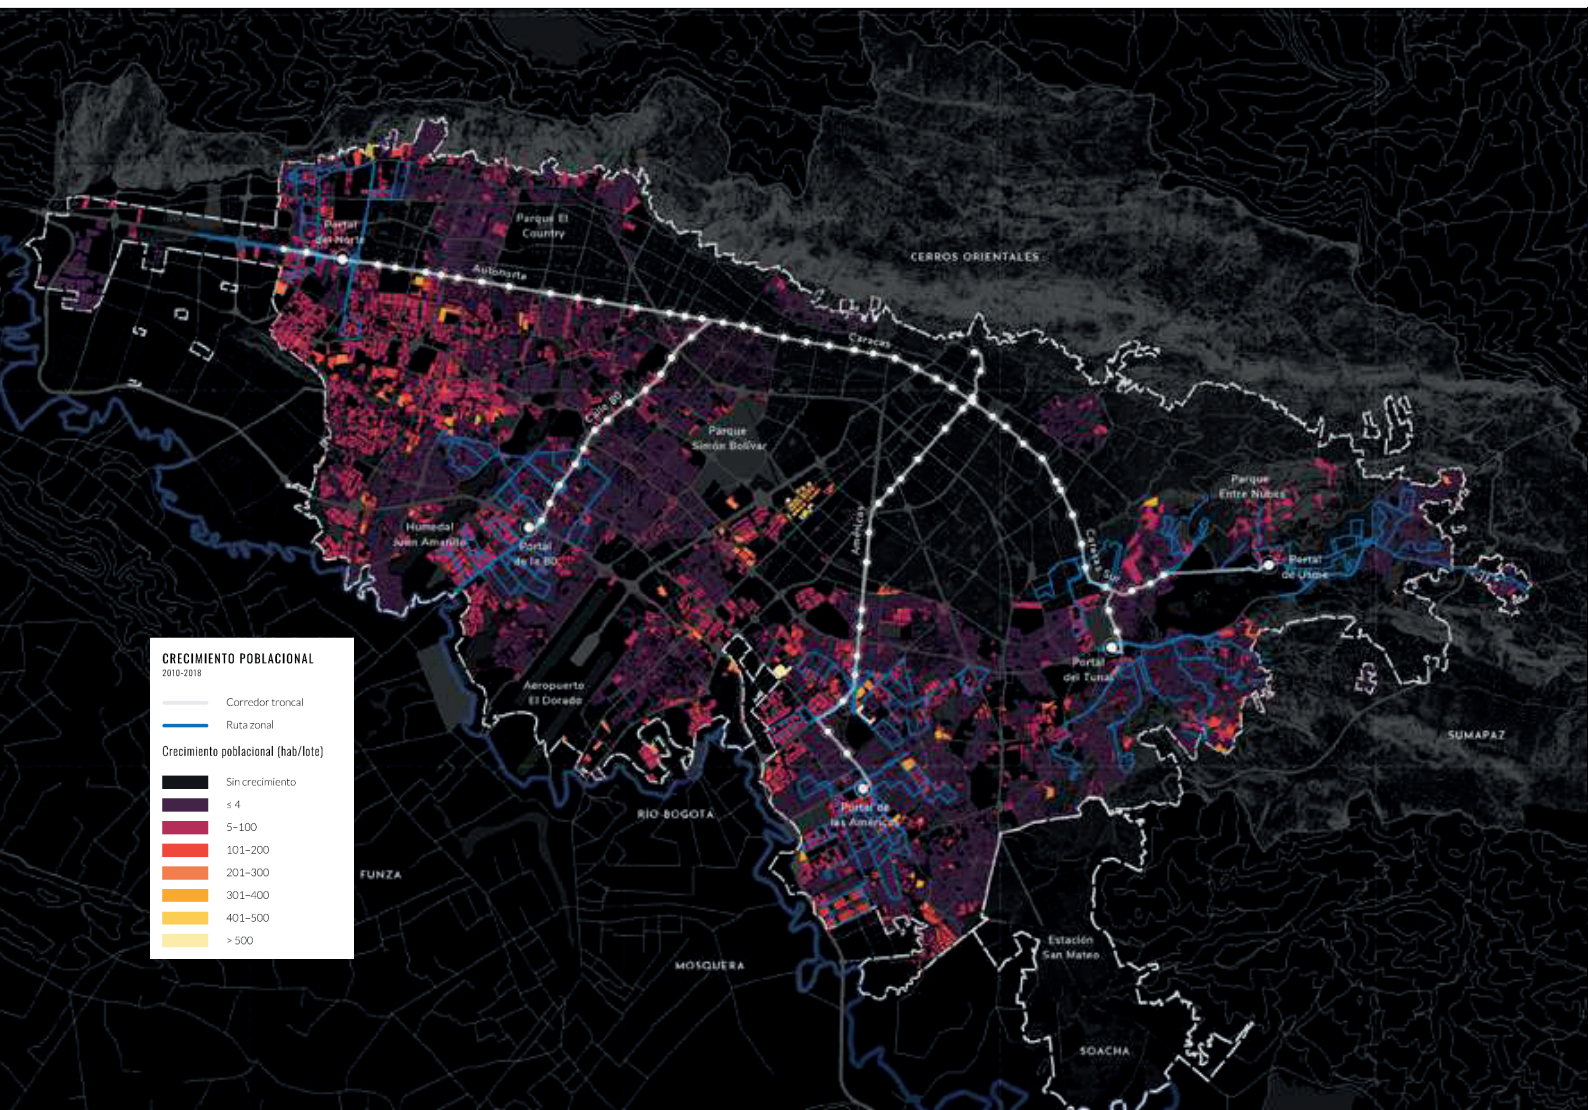 Parque El
Country
Portal
del Norte
Autonorte
CERROS ORIENTALES
Caracas
Calle 80
Parque
Simón Bolívar
Parque
Entre Nubes
Humedal
Juan Amarillo
Portal
de la 80
Américas
Caracas Sur
Portal
de Usme
Portal
del Tunal
Aeropuerto
El Dorado
SUMAPAZ
CRECIMIENTO POBLACIONAL
2010-2018
Corredor troncal
Ruta zonal
Crecimiento poblacional (hab/lote)
Sin crecimiento
≤ 4
5–100
101–200
201–300
301–400
401–500
> 500
RÍO BOGOTA
Portal de
las Américas
FUNZA
Estación
San Mateo
MOSQUERA
SOACHA